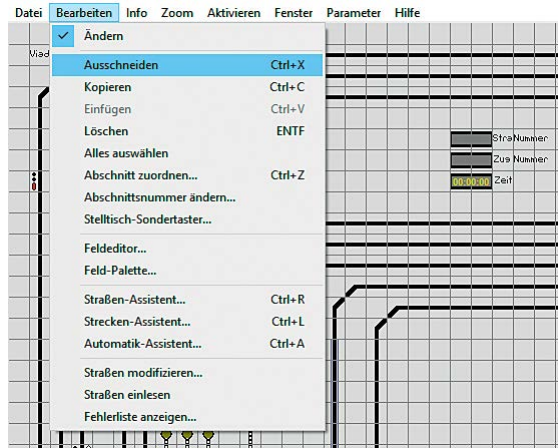 Datei Bearbeiten Info Zoom Aktivieren Fenster Parameter Hilfe
Ändern
Ausschneiden Ctrl+X
Kopieren Ctrl+C
Einfügen Ctrl+V
Löschen ENTF
Alles auswählen
Abschnitt zuordnen... Ctrl+Z
Abschnittsnummer ändern...
Stelltisch-Sondertaster...
Feldeditor...
Feld-Palette...
Straßen-Assistent... Ctrl+R
Strecken-Assistent... Ctrl+L
Automatik-Assistent... Ctrl+A
Straßen modifizieren...
Straßen einlesen
Fehlerliste anzeigen...
Viad
StraNummer
Zug Nummer
00:00:00 Zeit